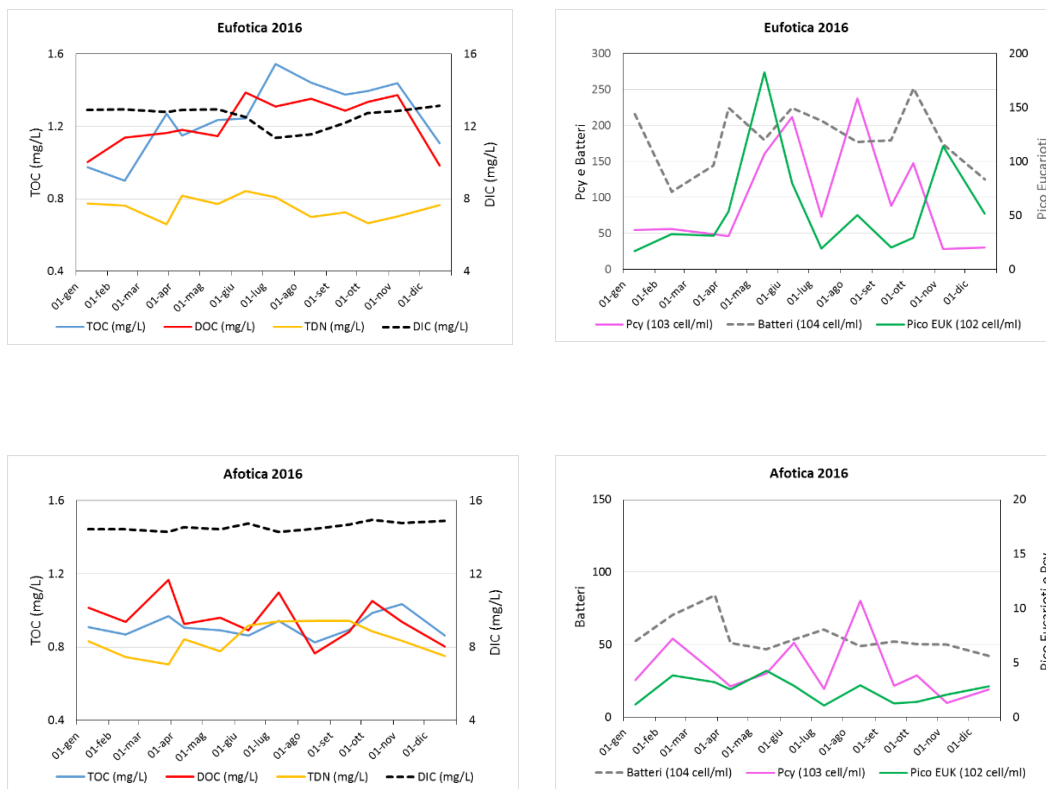 Eufotica 2016
1.6
1.2
0.8
0.4
16
12
8
4
TOC (mg/L)
DIC (mg/L)
01-gen
01-feb
01-mar
01-apr
01-mag
01-giu
01-lug
01-ago
01-set
01-ott
01-nov
01-dic
TOC (mg/L) DOC (mg/L) TDN (mg/L) DIC (mg/L)
Eufotica 2016
300
250
200
150
100
50
0
200
150
100
50
0
Pcy e Batteri
Pico Eucarioti
01-gen
01-feb
01-mar
01-apr
01-mag
01-giu
01-lug
01-ago
01-set
01-ott
01-nov
01-dic
Pcy (103 cell/ml) Batteri (104 cell/ml) Pico EUK (102 cell/ml)
Afotica 2016
1.6
1.2
0.8
0.4
16
12
8
4
TOC (mg/L)
DIC (mg/L)
01-gen
01-feb
01-mar
01-apr
01-mag
01-giu
01-lug
01-ago
01-set
01-ott
01-nov
01-dic
TOC (mg/L) DOC (mg/L) TDN (mg/L) DIC (mg/L)
Afotica 2016
150
100
50
0
20
15
10
5
0
Batteri
Pico Eucarioti e Pcy
01-gen
01-feb
01-mar
01-apr
01-mag
01-giu
01-lug
01-ago
01-set
01-ott
01-nov
01-dic
Batteri (104 cell/ml) Pcy (103 cell/ml) Pico EUK (102 cell/ml)